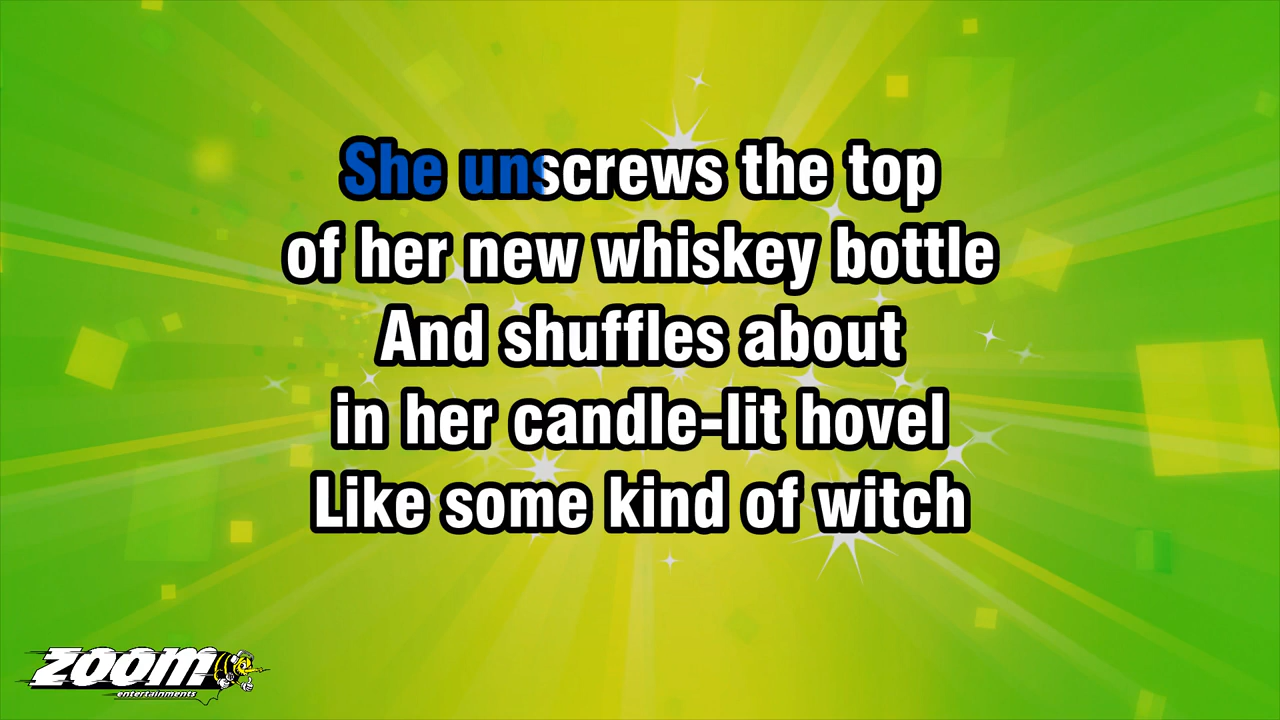 She unscrews the top
of her new whiskey bottle
And shuffles about
in her candle-lit hovel
Like some kind of witch
zoom
entertainments